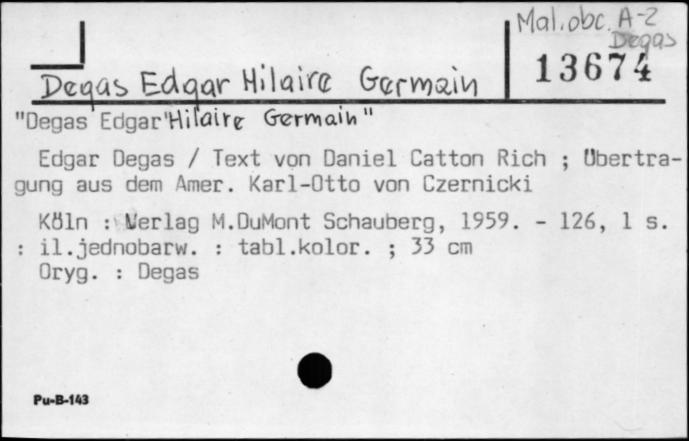 Mal.obc. A-Z
Degas
13674
Degas Edgar Hilaire Germain
"Degas Edgar"Hilaire Germain"
Edgar Degas / Text von Daniel Catton Rich ; Übertra-
gung aus dem Amer. Karl-Otto von Czernicki
Köln : Verlag M.DuMont Schauberg, 1959. - 126, 1 s.
: il.jednobarw. : tabl.kolor. ; 33 cm
Oryg. : Degas
Pu-B-143